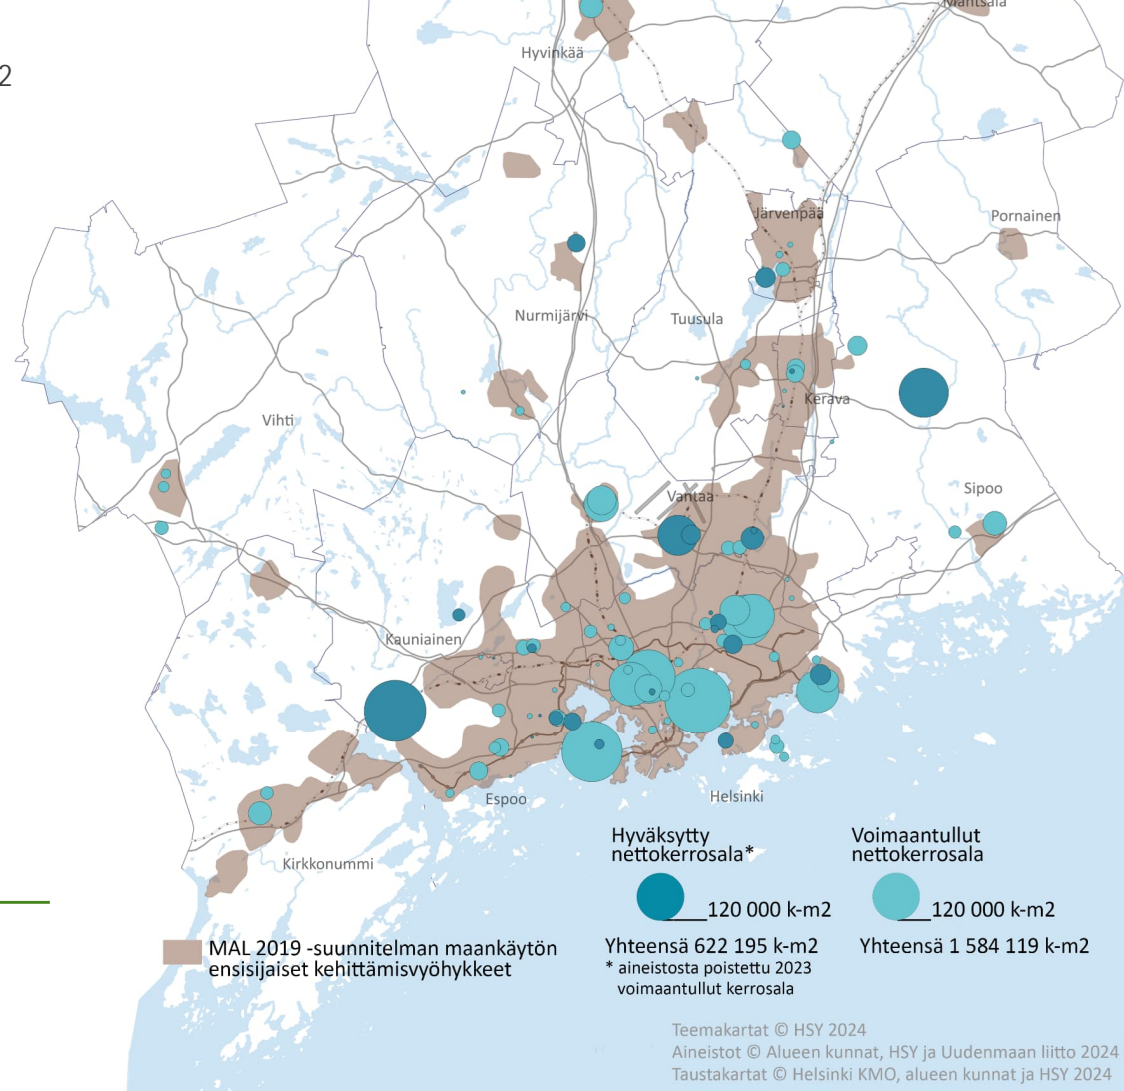 2
Mäntsälä
Hyvinkää
Järvenpää
Pornainen
Nurmijärvi
Tuusula
Kerava
Vihti
Sipoo
Vantaa
Kauniainen
Espoo
Helsinki
Kirkkonummi
Hyväksytty
nettokerrosala*
120 000 k-m2
Yhteensä 622 195 k-m2
* aineistosta poistettu 2023
voimaantullut kerrosala
Voimaantullut
nettokerrosala
120 000 k-m2
Yhteensä 1 584 119 k-m2
MAL 2019 -suunnitelman maankäytön
ensisijaiset kehittämisvyöhykkeet
Teemakartat © HSY 2024
Aineistot © Alueen kunnat, HSY ja Uudenmaan liitto 2024
Taustakartat © Helsinki KMO, alueen kunnat ja HSY 2024